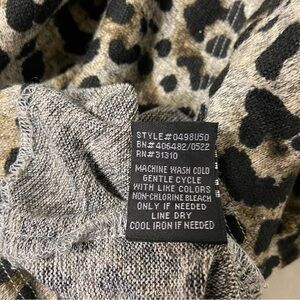 STYLE#0498U50
BN#406482/0522
RN#31310
MACHINE WASH COLD
GENTLE CYCLE
WITH LIKE COLORS
NON-CHLORINE BLEACH
ONLY IF NEEDED
LINE DRY
COOL IRON IF NEEDED